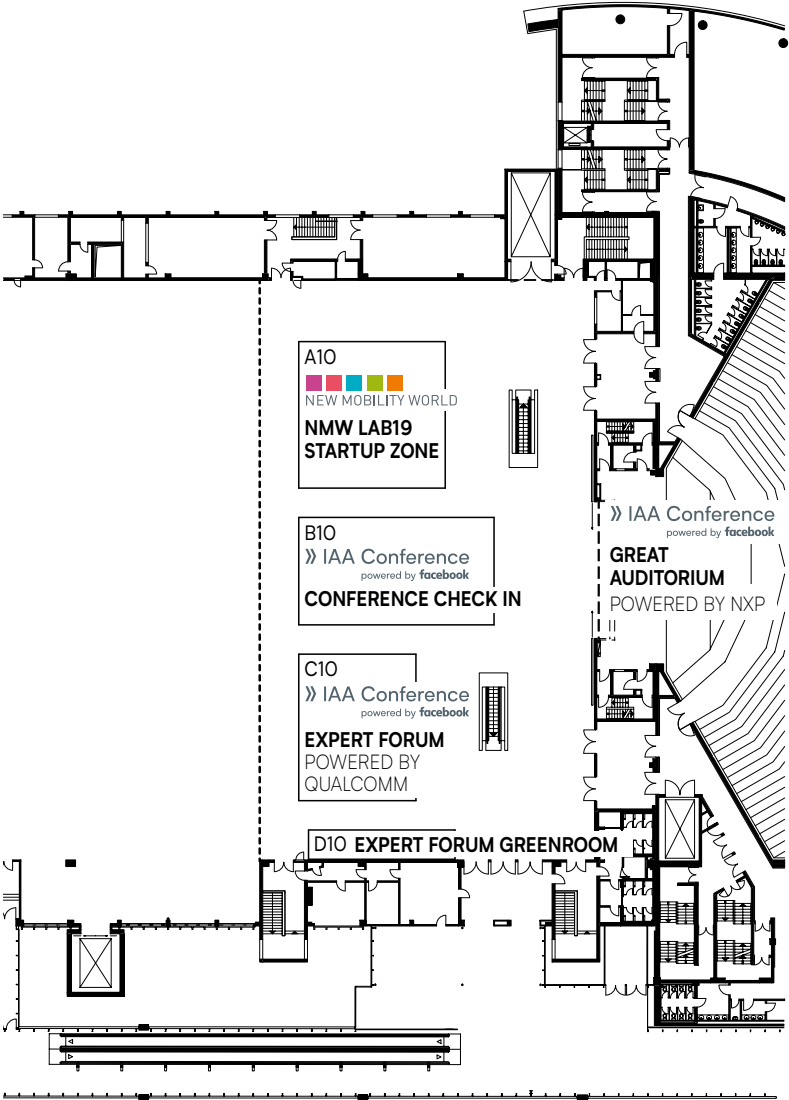 A10
NEW MOBILITY WORLD
NMW LAB19
STARTUP ZONE
B10
» IAA Conference
powered by facebook
CONFERENCE CHECK IN
» IAA Conference
powered by facebook
GREAT
AUDITORIUM
POWERED BY NXP
C10
» IAA Conference
powered by facebook
EXPERT FORUM
POWERED BY
QUALCOMM
D10 EXPERT FORUM GREENROOM